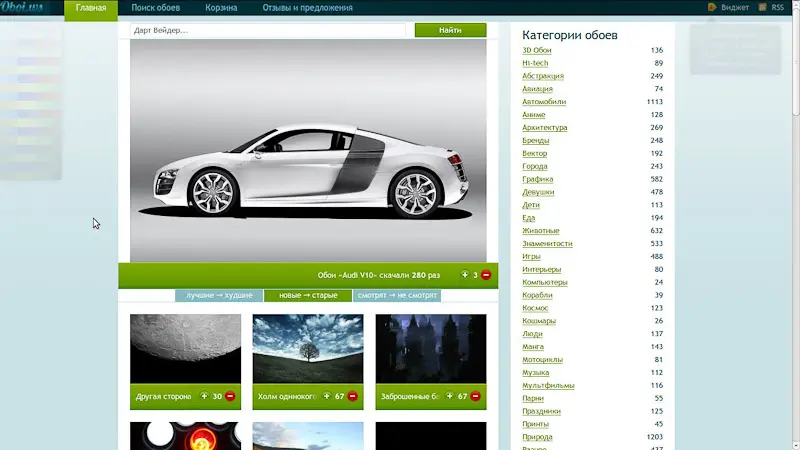 Oboi.ws
Главная
Поиск обоев
Корзина
Отзывы и предложения
Виджет
RSS
Дарт Вейдер...
Найти
Обои «Audi V10» скачали 280 раз
3
лучшие → худшие
новые → старые
смотрят → не смотрят
Другая сторона
30
Холм одинокого
67
Заброшенные
67
Категории обоев
3D Обои 136
Hi-tech 89
Абстракция 249
Авиация 74
Автомобили 1113
Аниме 128
Архитектура 269
Бренды 248
Вектор 192
Города 243
Графика 582
Девушки 478
Дети 113
Еда 194
Животные 632
Знаменитости 533
Игры 488
Интерьеры 80
Компьютеры 24
Корабли 39
Космос 123
Кошмары 26
Люди 137
Манга 143
Мотоциклы 81
Музыка 112
Мультфильмы 116
Парни 55
Праздники 125
Принты 45
Природа 1203
Разное 437